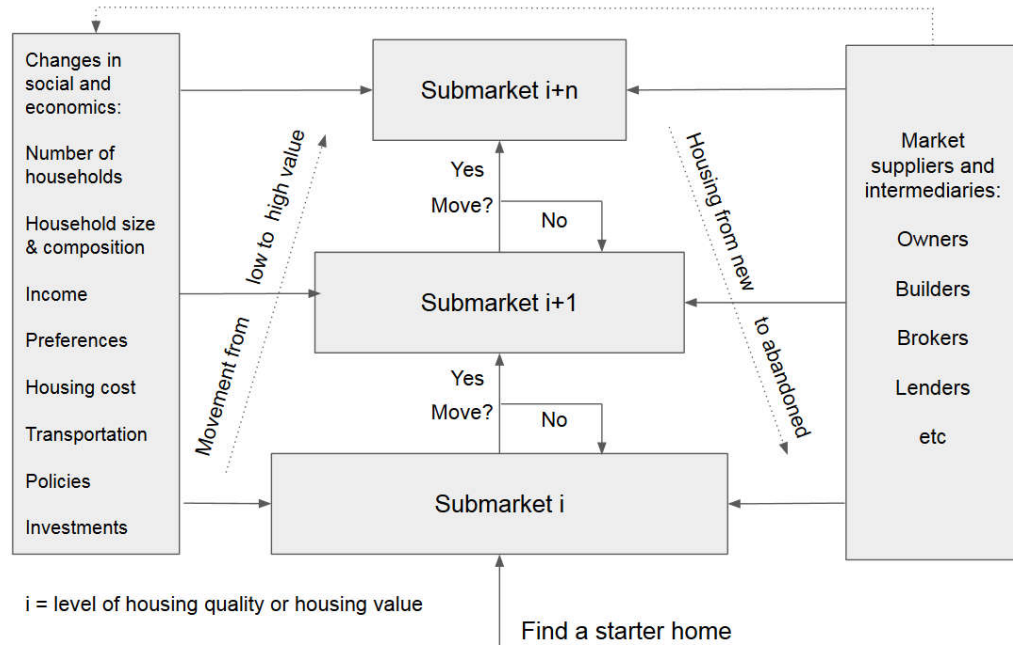 Changes in
social and
economics:
Number of
households
Household size
& composition
Income
Preferences
Housing cost
Transportation
Policies
Investments
Submarket i+n
Yes
Move?
No
Submarket i+1
Yes
Move?
No
Submarket i
Movement from low to high value
Housing from new to abandoned
Market
suppliers and
intermediaries:
Owners
Builders
Brokers
Lenders
etc
i = level of housing quality or housing value
Find a starter home